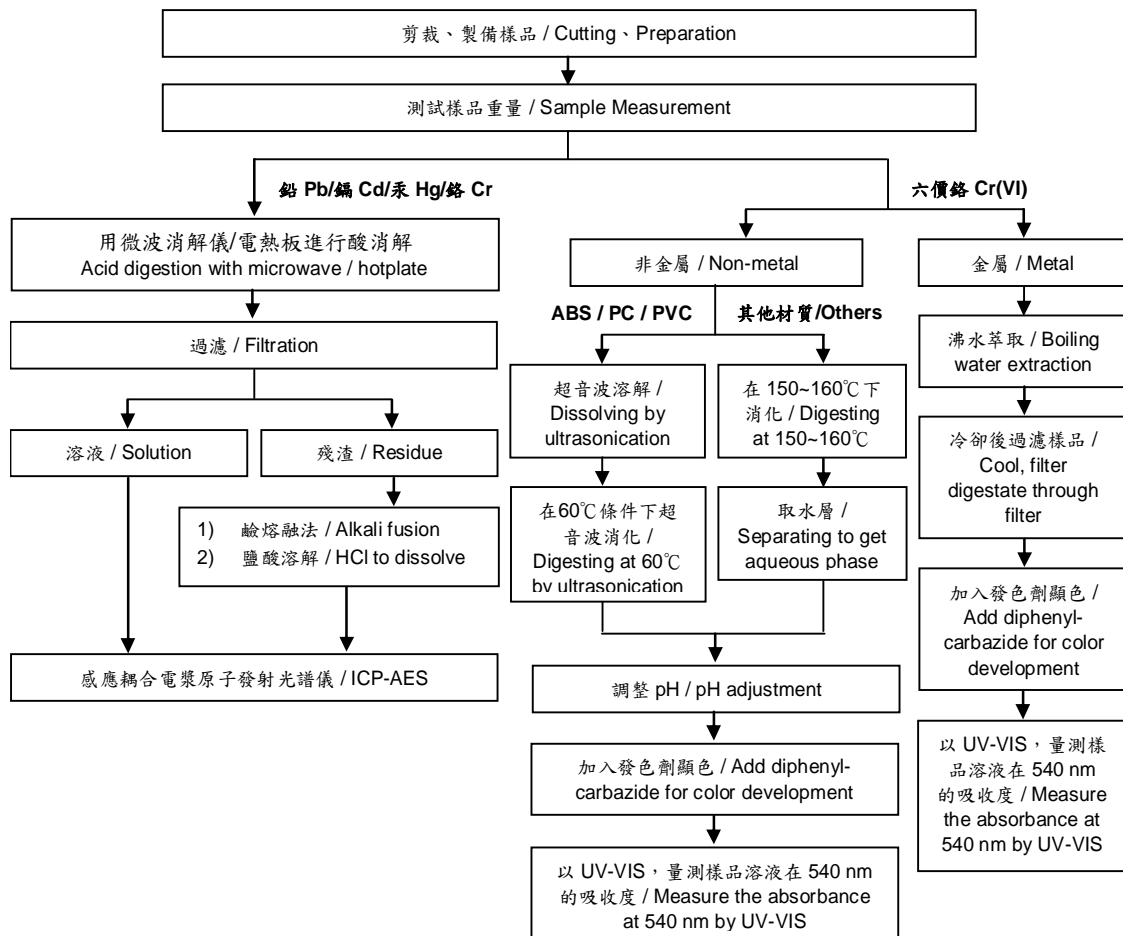 剪裁、製備樣品 / Cutting、Preparation
測試樣品重量 / Sample Measurement
鉛 Pb/鎘 Cd/汞 Hg/鉻 Cr
六價鉻 Cr(VI)
用微波消解儀/電熱板進行酸消解
Acid digestion with microwave / hotplate
過濾 / Filtration
溶液 / Solution
殘渣 / Residue
1) 鹼熔融法 / Alkali fusion
2) 鹽酸溶解 / HCl to dissolve
感應耦合電漿原子發射光譜儀 / ICP-AES
非金屬 / Non-metal
ABS / PC / PVC
其他材質/Others
超音波溶解 /
Dissolving by
ultrasonication
在60℃條件下超
音波消化 /
Digesting at 60℃
by ultrasonication
在 150~160℃下
消化 / Digesting
at 150~160℃
取水層 /
Separating to get
aqueous phase
調整 pH / pH adjustment
加入發色劑顯色 / Add diphenyl-
carbazide for color development
以 UV-VIS，量測樣品溶液在 540 nm
的吸收度 / Measure the absorbance
at 540 nm by UV-VIS
金屬 / Metal
沸水萃取 / Boiling
water extraction
冷卻後過濾樣品 /
Cool, filter
digestate through
filter
加入發色劑顯色 /
Add diphenyl-
carbazide for color
development
以 UV-VIS，量測樣
品溶液在 540 nm
的吸收度 / Measure
the absorbance at
540 nm by UV-VIS